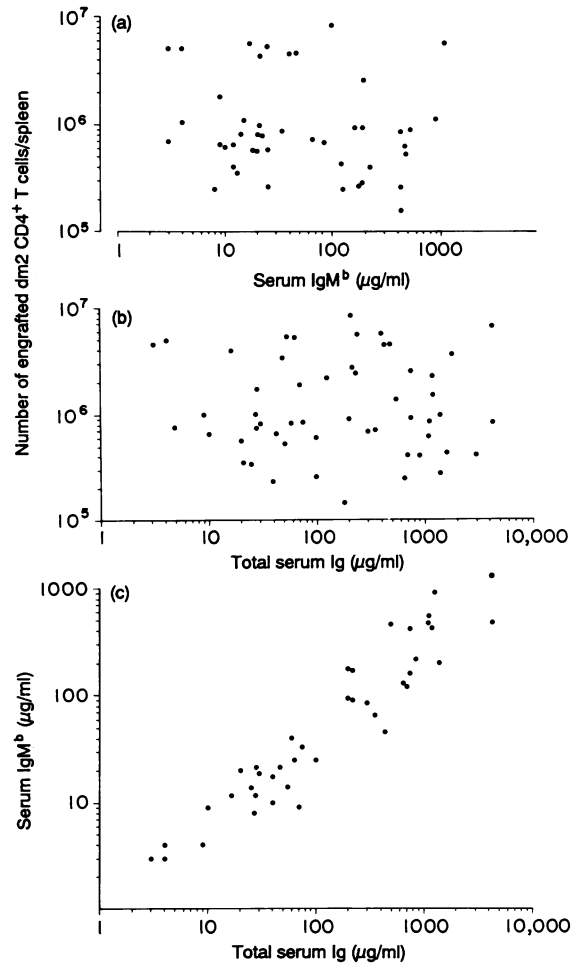 Number of engrafted dm2 CD4⁺ T cells/spleen
(a)
10⁷
10⁶
10⁵
1 10 100 1000
Serum IgMᵇ (µg/ml)
(b)
10⁷
10⁶
10⁵
1 10 100 1000 10,000
Total serum Ig (µg/ml)
(c)
Serum IgMᵇ (µg/ml)
1000
100
10
1 10 100 1000 10,000
Total serum Ig (µg/ml)